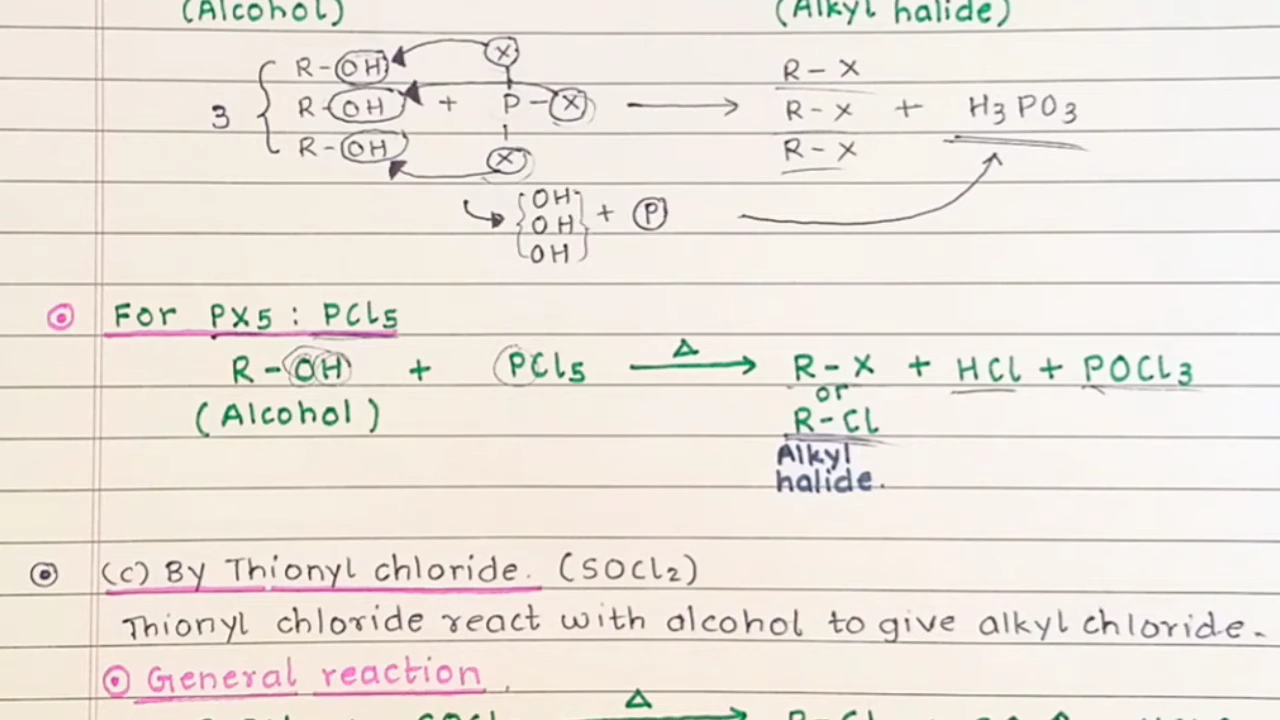 (Alcohol) (Alkyl halide)
R-OH X R-X
3 R-OH + P-X → R-X + H3PO3
R-OH X R-X
OH
OH + P
OH
For PX5 : PCl5
R-OH + PCl5 Δ→ R-X + HCl + POCl3
or
(Alcohol) R-Cl
Alkyl
halide.
(c) By Thionyl chloride. (SOCl2)
Thionyl chloride react with alcohol to give alkyl chloride.
General reaction
Δ